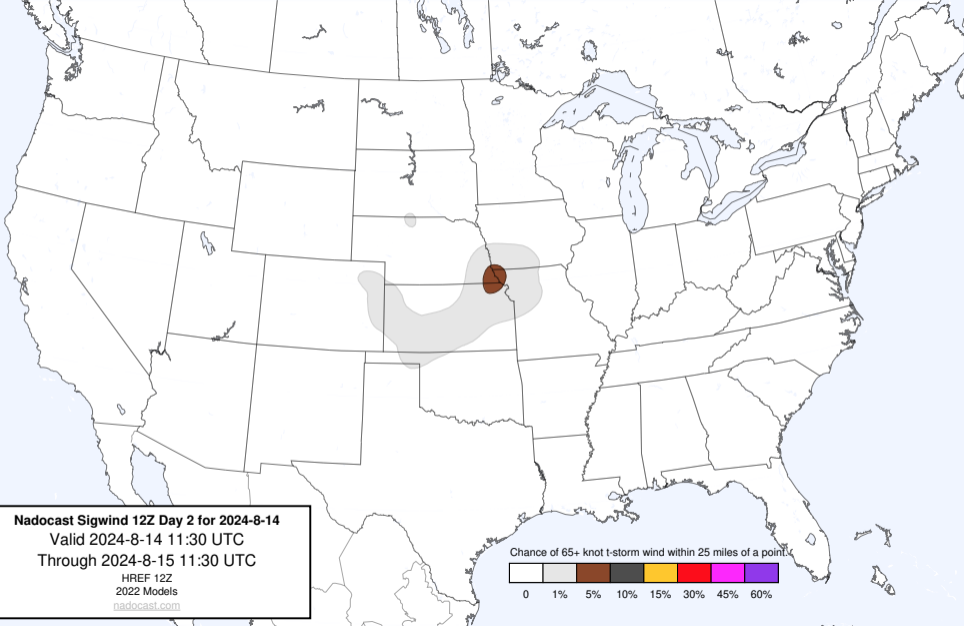 Nadocast Sigwind 12Z Day 2 for 2024-8-14
Valid 2024-8-14 11:30 UTC
Through 2024-8-15 11:30 UTC
HREF 12Z
2022 Models
nadocast.com
Chance of 65+ knot t-storm wind within 25 miles of a point.
0 1% 5% 10% 15% 30% 45% 60%